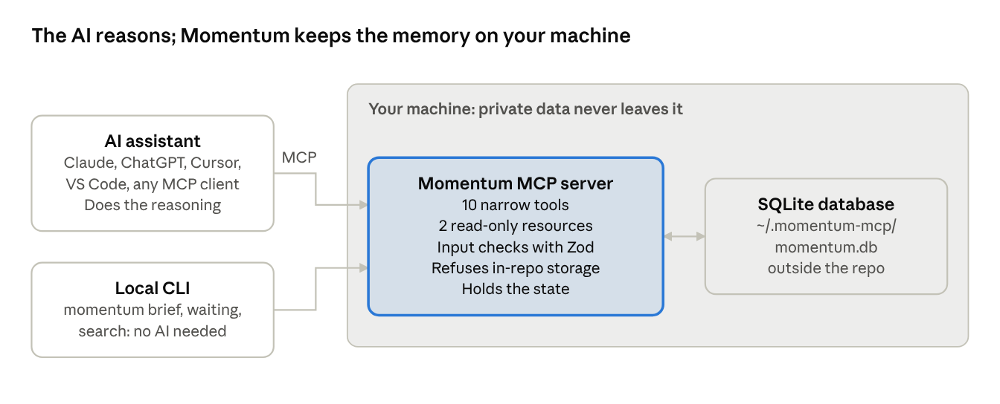 The AI reasons; Momentum keeps the memory on your machine
Your machine: private data never leaves it
AI assistant
Claude, ChatGPT, Cursor,
VS Code, any MCP client
Does the reasoning
MCP
Local CLI
momentum brief, waiting,
search: no AI needed
Momentum MCP server
10 narrow tools
2 read-only resources
Input checks with Zod
Refuses in-repo storage
Holds the state
SQLite database
~/.momentum-mcp/
momentum.db
outside the repo